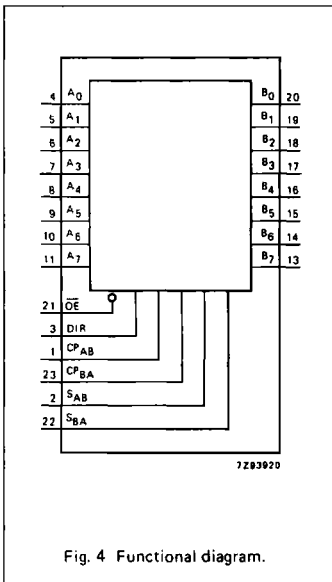 4 A0 B0 20
5 A1 B1 19
6 A2 B2 18
7 A3 B3 17
8 A4 B4 16
9 A5 B5 15
10 A6 B6 14
11 A7 B7 13
21 OE
3 DIR
1 CPAB
23 CPBA
2 SAB
22 SBA
7Z93920
Fig. 4 Functional diagram.